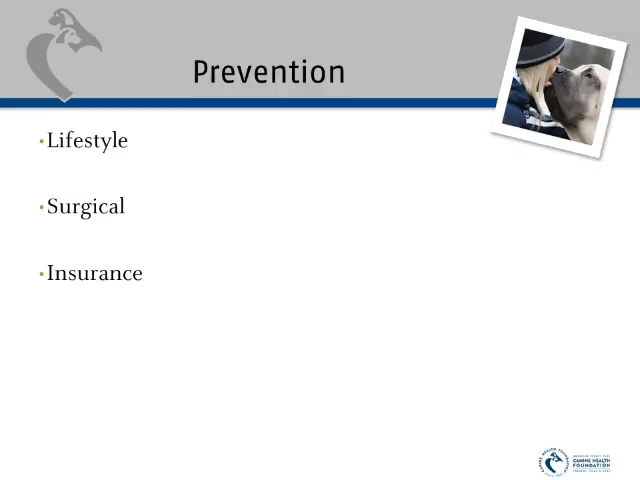 Prevention
•Lifestyle
•Surgical
•Insurance
CANINE HEALTH
FOUNDATION